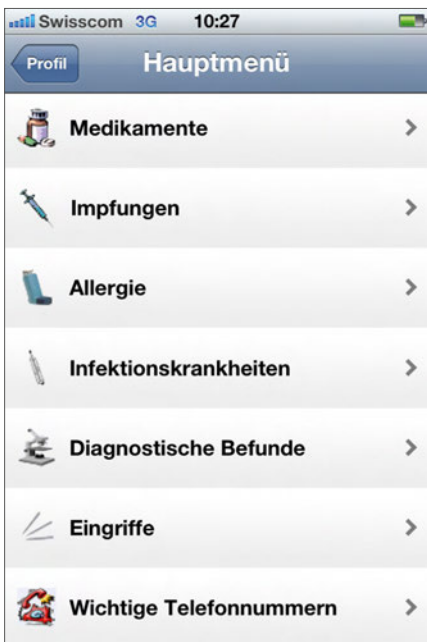 Swisscom 3G 10:27
Profil Hauptmenü
Medikamente
Impfungen
Allergie
Infektionskrankheiten
Diagnostische Befunde
Eingriffe
Wichtige Telefonnummern